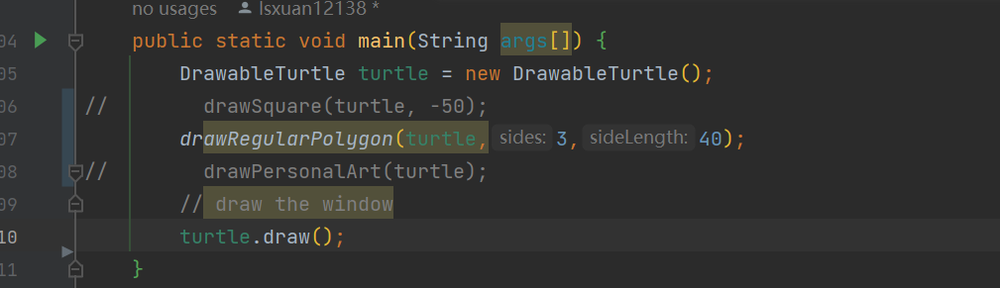 no usages lsxuan12138 *
04 public static void main(String args[]) {
05 DrawableTurtle turtle = new DrawableTurtle();
06 // drawSquare(turtle, -50);
07 drawRegularPolygon(turtle, sides: 3, sideLength: 40);
08 // drawPersonalArt(turtle);
09 // draw the window
10 turtle.draw();
11 }